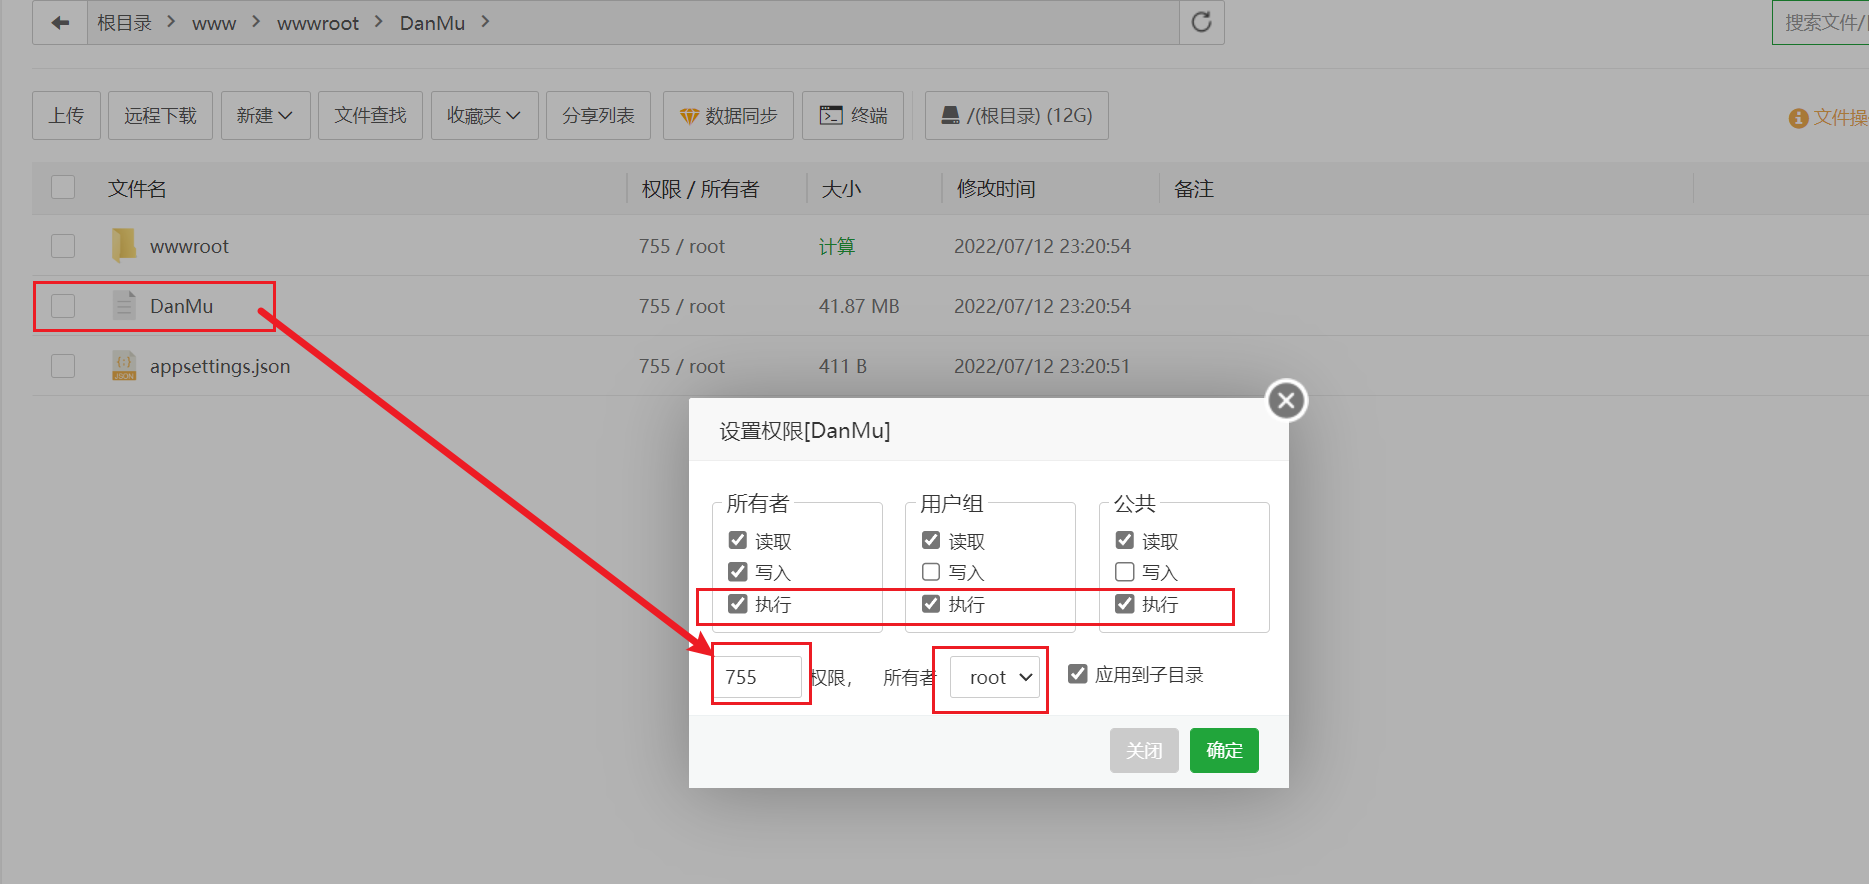 根目录 > www > wwwroot > DanMu >
搜索文件/
上传 远程下载 新建 文件查找 收藏夹 分享列表 数据同步 终端 /(根目录) (12G)
文件操
文件名 权限 / 所有者 大小 修改时间 备注
wwwroot 755 / root 计算 2022/07/12 23:20:54
DanMu 755 / root 41.87 MB 2022/07/12 23:20:54
JSON appsettings.json 755 / root 411 B 2022/07/12 23:20:51
设置权限[DanMu]
所有者 用户组 公共
读取 读取 读取
写入 写入 写入
执行 执行 执行
755 权限， 所有者 root 应用到子目录
关闭 确定